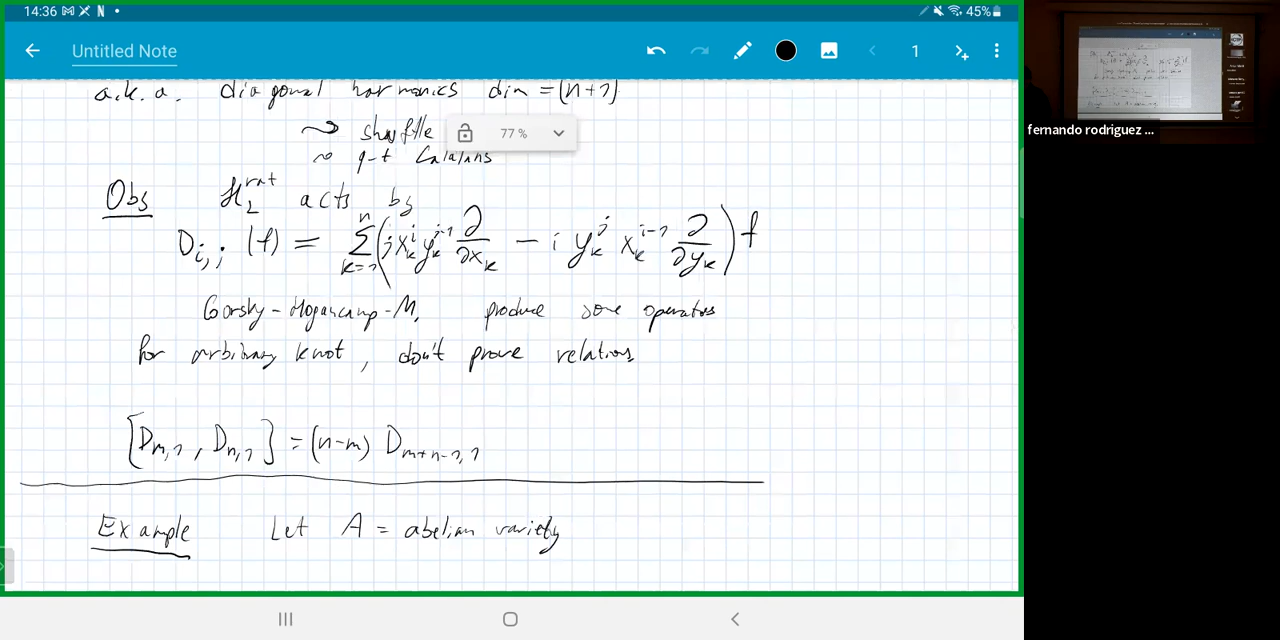 14:36
45%
Untitled Note
1
a.k.a. diagonal harmonics dim = (n+1)
⤳ shuffle
77 %
~ q-t Catalans
Obs H_2^{rat} acts by
D_{i,j} (f) = \sum_{k=1}^{n} ( j x_k^i y_k^{j-1} ∂/∂x_k − i y_k^j x_k^{i-1} ∂/∂y_k ) f
Gorsky-Hogancamp-M. produce some operators
for arbitrary knot, don't prove relations
[D_{m,1}, D_{n,1}] = (n-m) D_{m+n-1,1}
Example Let A = abelian variety
fernando rodriguez ...